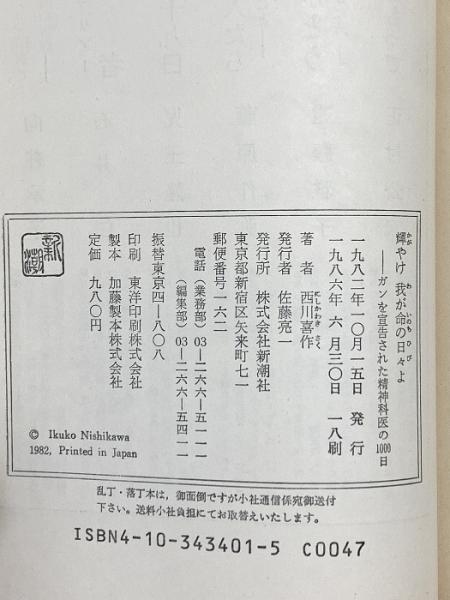 輝やけ 我が命の日々よ
──ガンを宣告された精神科医の1000日
一九八二年一〇月一五日 発行
一九八六年 六月三〇日 一八刷
著者 西川喜作
発行者 佐藤亮一
発行所 株式会社新潮社
東京都新宿区矢来町七一
郵便番号一六二
電話(業務部)03─二六六─五一一一
(編集部)03─二六六─五四一一
振替東京四─八〇八
印刷 東洋印刷株式会社
製本 加藤製本株式会社
定価 九八〇円
新潮
© Ikuko Nishikawa
1982, Printed in Japan
乱丁・落丁本は,御面倒ですが小社通信係宛御送付
下さい。送料小社負担にてお取替えいたします。
ISBN4-10-343401-5 C0047